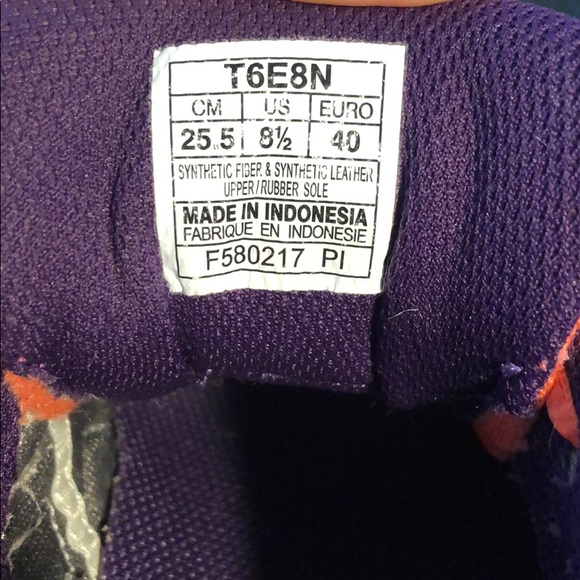 T6E8N
CM US EURO
25.5 8½ 40
SYNTHETIC FIBER & SYNTHETIC LEATHER
UPPER/RUBBER SOLE
MADE IN INDONESIA
FABRIQUE EN INDONESIE
F580217 PI